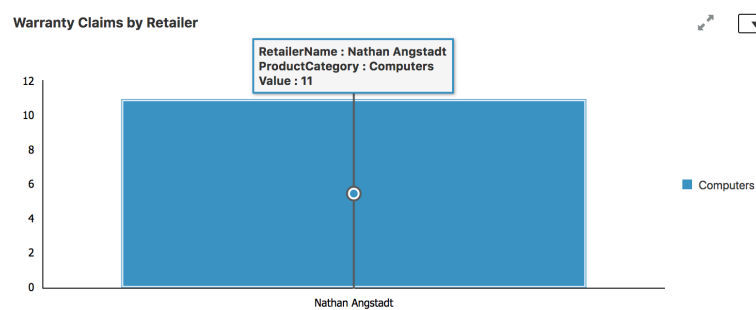 Warranty Claims by Retailer
RetailerName : Nathan Angstadt
ProductCategory : Computers
Value : 11
12
10
8
6
4
2
0
Computers
Nathan Angstadt